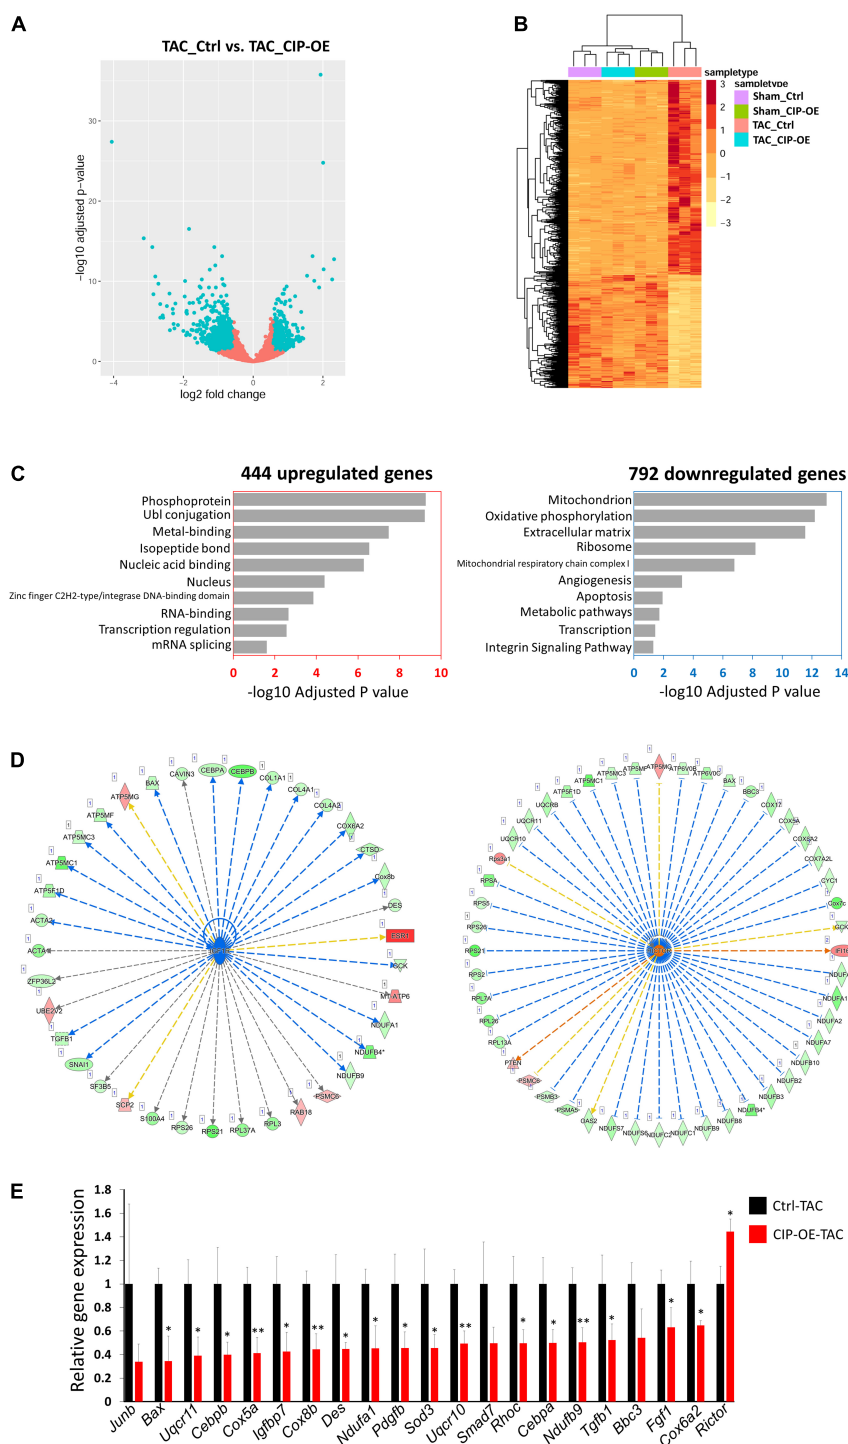 A
TAC_Ctrl vs. TAC_CIP-OE
30
20
10
0
−log10 adjusted p−value
−4
−2
0
2
log2 fold change
B
sampletype
3
2
1
0
−1
−2
−3
sampletype
Sham_Ctrl
Sham_CIP-OE
TAC_Ctrl
TAC_CIP-OE
C
444 upregulated genes
Phosphoprotein
Ubl conjugation
Metal-binding
Isopeptide bond
Nucleic acid binding
Nucleus
Zinc finger C2H2-type/integrase DNA-binding domain
RNA-binding
Transcription regulation
mRNA splicing
0 2 4 6 8 10
-log10 Adjusted P value
792 downregulated genes
Mitochondrion
Oxidative phosphorylation
Extracellular matrix
Ribosome
Mitochondrial respiratory chain complex I
Angiogenesis
Apoptosis
Metabolic pathways
Transcription
Integrin Signaling Pathway
0 2 4 6 8 10 12 14
-log10 Adjusted P value
D
CEBPA
CEBPB
COL1A1
COL4A1
COL4A2
COX6A2
CTSD
Cox8b
DES
ESR1
GCK
MT-ATP6
NDUFA1
NDUFB4*
NDUFB9
PSMC6
RAB18
RPL3
RPL37A
RPS21
RPS26
S100A4
SCP2
SF3B5
SNAI1
TGFB1
UBE2V2
ZFP36L2
ACTA1
ACTA2
ATP5F1D
ATP5MC1
ATP5MC3
ATP5MF
ATP5MG
BAX
CAVIN3
ATP5MG
ATP6V0B
ATP6V0C
BAX
BBC3
COX17
COX5A
COX6A2
COX7A2L
CYC1
Cox7c
GCK
NDUFA1
NDUFA2
NDUFA7
NDUFB10
NDUFB2
NDUFB3
NDUFB4*
NDUFB8
NDUFB9
NDUFC1
NDUFC2
NDUFS6
NDUFS7
GAS2
PSMA5
PSMB3
PSMC6
PTEN
RPL13A
RPL26
RPL7A
RPS2
RPS21
RPS26
RPS5
RPSA
Rps3a1
UQCR10
UQCR11
UQCRB
ATP5F1D
ATP5MC1
ATP5MC3
ATP5MF
E
Relative gene expression
1.8
1.6
1.4
1.2
1
0.8
0.6
0.4
0.2
0
* * * ** * ** * * * * ** * * ** * * * *
Ctrl-TAC
CIP-OE-TAC
Junb Bax Uqcr11 Cebpb Cox5a Igfbp7 Cox8b Des Ndufa1 Pdgfb Sod3 Uqcr10 Smad7 Rhoc Cebpa Ndufb9 Tgfb1 Bbc3 Fgf1 Cox6a2 Rictor